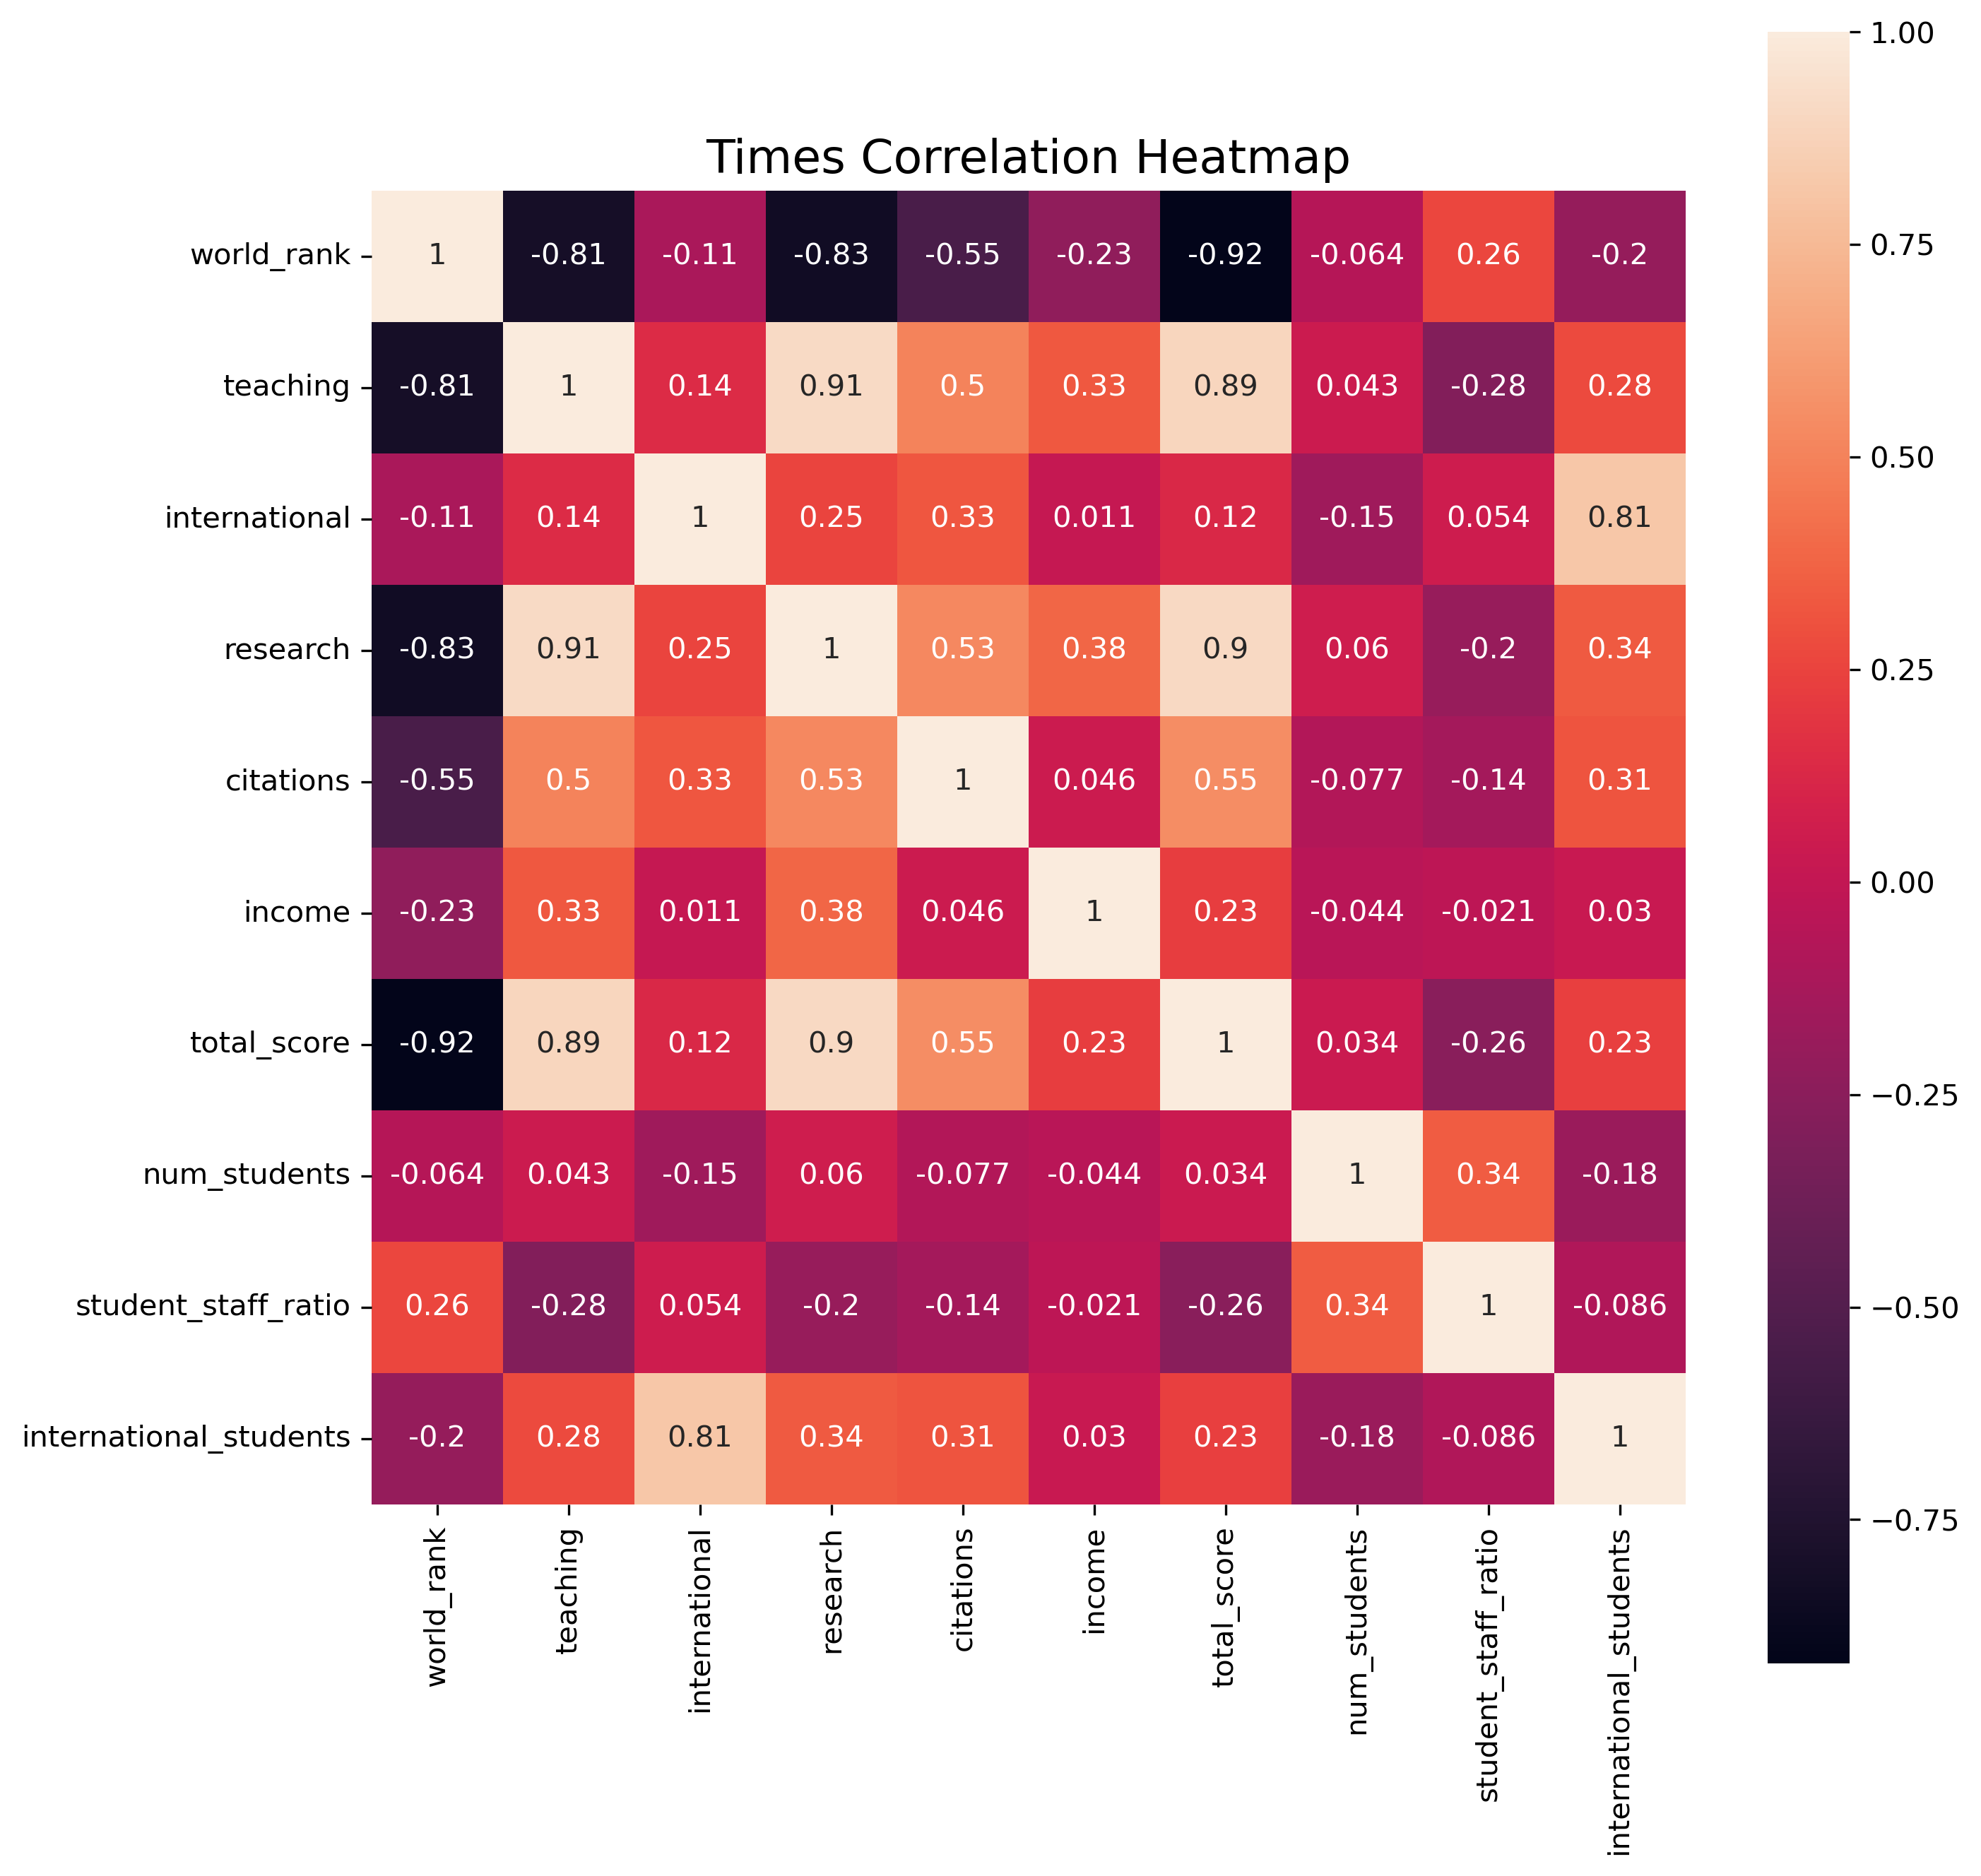 Times Correlation Heatmap
world_rank 1 -0.81 -0.11 -0.83 -0.55 -0.23 -0.92 -0.064 0.26 -0.2
teaching -0.81 1 0.14 0.91 0.5 0.33 0.89 0.043 -0.28 0.28
international -0.11 0.14 1 0.25 0.33 0.011 0.12 -0.15 0.054 0.81
research -0.83 0.91 0.25 1 0.53 0.38 0.9 0.06 -0.2 0.34
citations -0.55 0.5 0.33 0.53 1 0.046 0.55 -0.077 -0.14 0.31
income -0.23 0.33 0.011 0.38 0.046 1 0.23 -0.044 -0.021 0.03
total_score -0.92 0.89 0.12 0.9 0.55 0.23 1 0.034 -0.26 0.23
num_students -0.064 0.043 -0.15 0.06 -0.077 -0.044 0.034 1 0.34 -0.18
student_staff_ratio 0.26 -0.28 0.054 -0.2 -0.14 -0.021 -0.26 0.34 1 -0.086
international_students -0.2 0.28 0.81 0.34 0.31 0.03 0.23 -0.18 -0.086 1
world_rank
teaching
international
research
citations
income
total_score
num_students
student_staff_ratio
international_students
1.00
0.75
0.50
0.25
0.00
−0.25
−0.50
−0.75